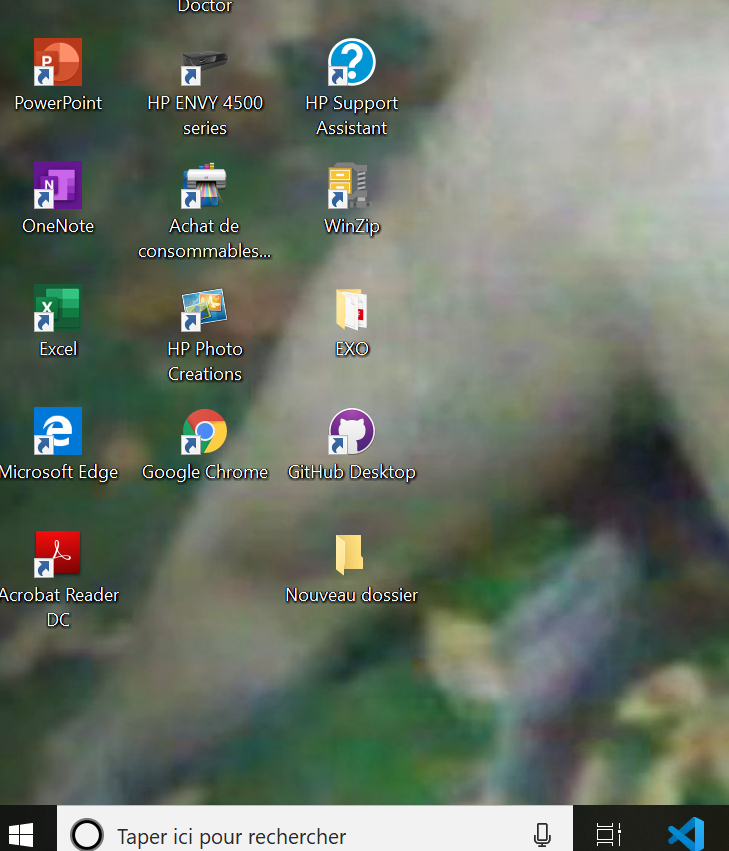 Doctor
PowerPoint
HP ENVY 4500
series
HP Support
Assistant
OneNote
Achat de
consommables...
WinZip
Excel
HP Photo
Creations
EXO
Microsoft Edge
Google Chrome
GitHub Desktop
Acrobat Reader
DC
Nouveau dossier
Taper ici pour rechercher